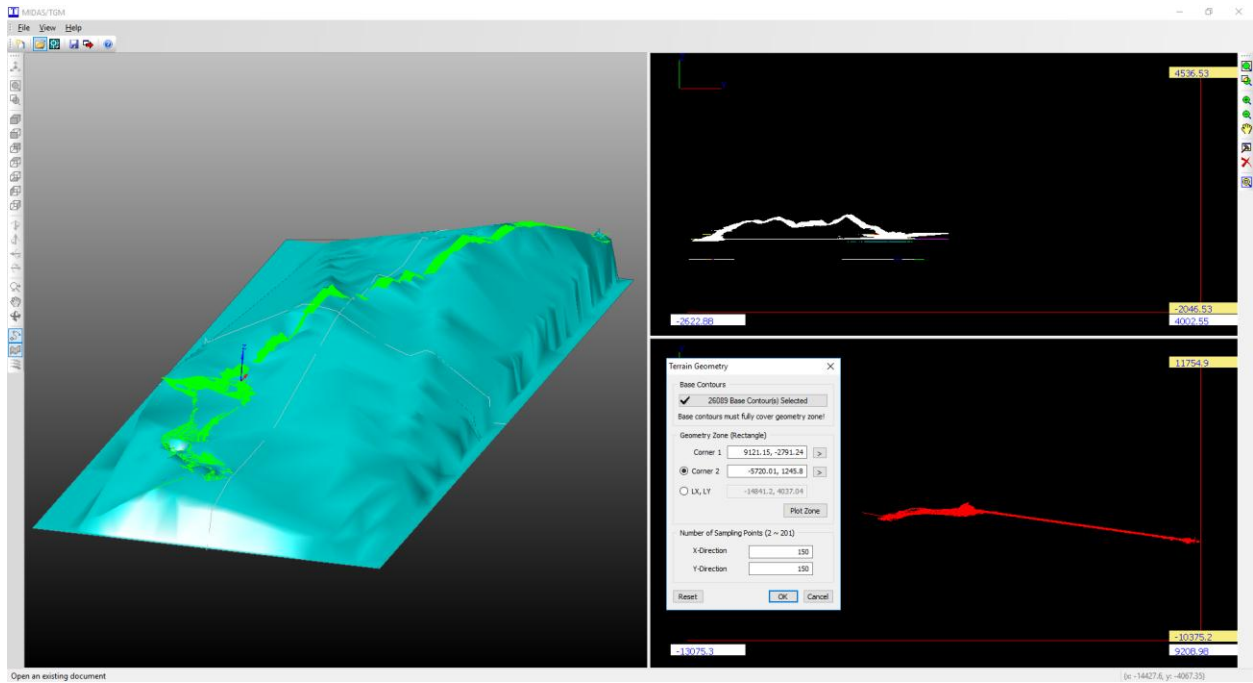 MIDAS/TGM
File View Help
4536.53
-2046.53
-2622.88 4002.55
11754.9
Terrain Geometry
Base Contours
26089 Base Contour(s) Selected
Base contours must fully cover geometry zone!
Geometry Zone (Rectangle)
Corner 1 9121.15, -2791.24 >
Corner 2 -5720.01, 1245.8 >
LX, LY -14841.2, 4037.04
Plot Zone
Number of Sampling Points (2 ~ 201)
X-Direction 150
Y-Direction 150
Reset OK Cancel
-10375.2
-13075.3 9208.98
Open an existing document (x: -14427.6, y: -4067.35)